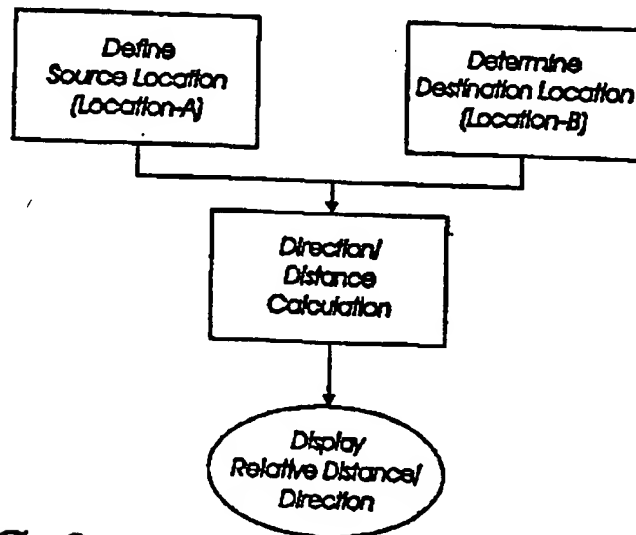 Define
Source Location
(Location-A)
Determine
Destination Location
(Location-B)
Direction/
Distance
Calculation
Display
Relative Distance/
Direction